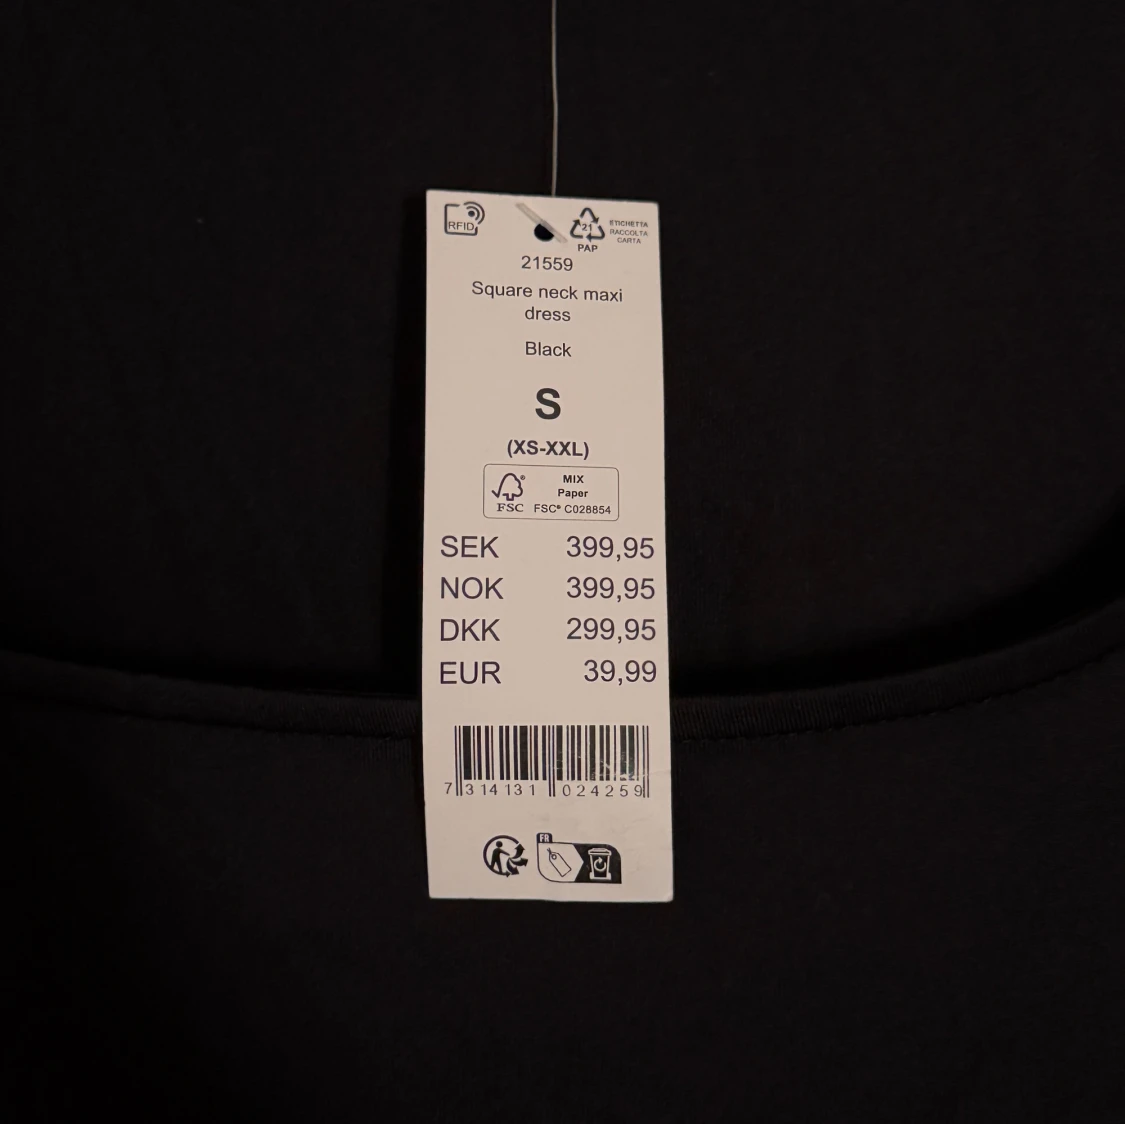 RFID
21
PAP
ETICHETTA
RACCOLTA
CARTA
21559
Square neck maxi
dress
Black
S
(XS-XXL)
FSC®
MIX
Paper
FSC® C028854
SEK 399,95
NOK 399,95
DKK 299,95
EUR 39,99
7 314131 024259
FR